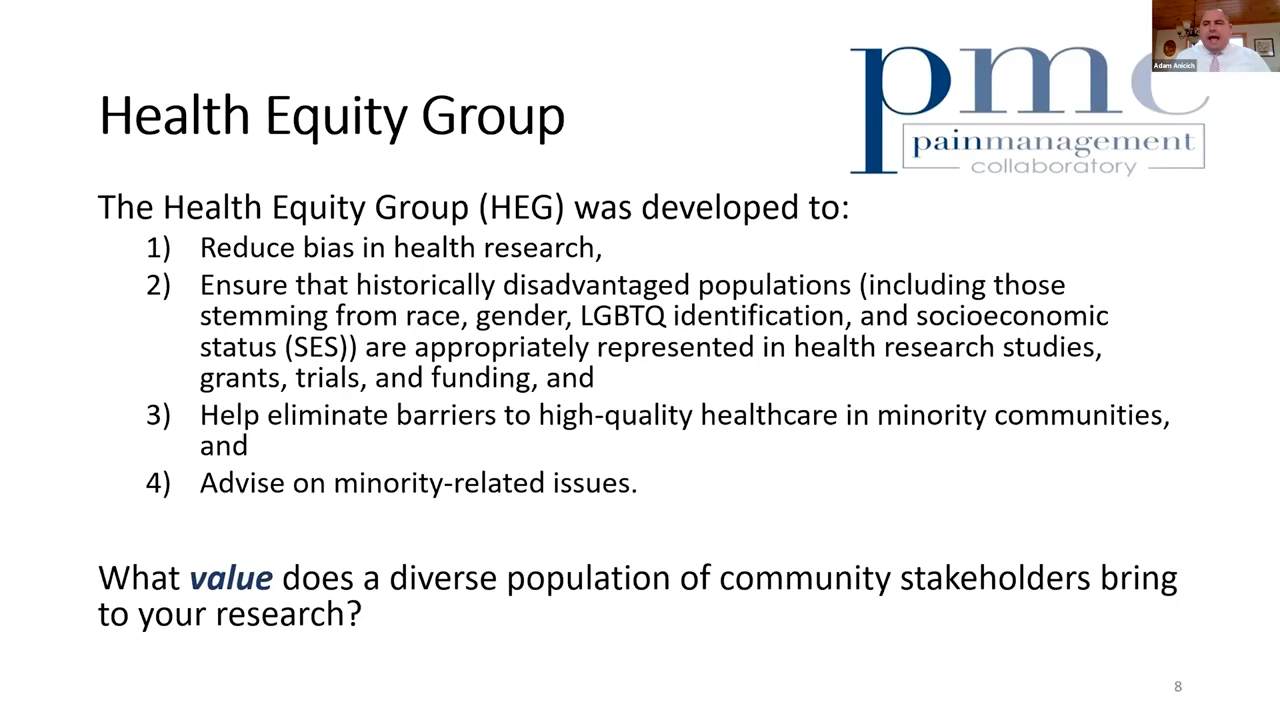 Adam Anicich
pmc
painmanagement
collaboratory
Health Equity Group
The Health Equity Group (HEG) was developed to:
1) Reduce bias in health research,
2) Ensure that historically disadvantaged populations (including those
stemming from race, gender, LGBTQ identification, and socioeconomic
status (SES)) are appropriately represented in health research studies,
grants, trials, and funding, and
3) Help eliminate barriers to high-quality healthcare in minority communities,
and
4) Advise on minority-related issues.
What value does a diverse population of community stakeholders bring
to your research?
8